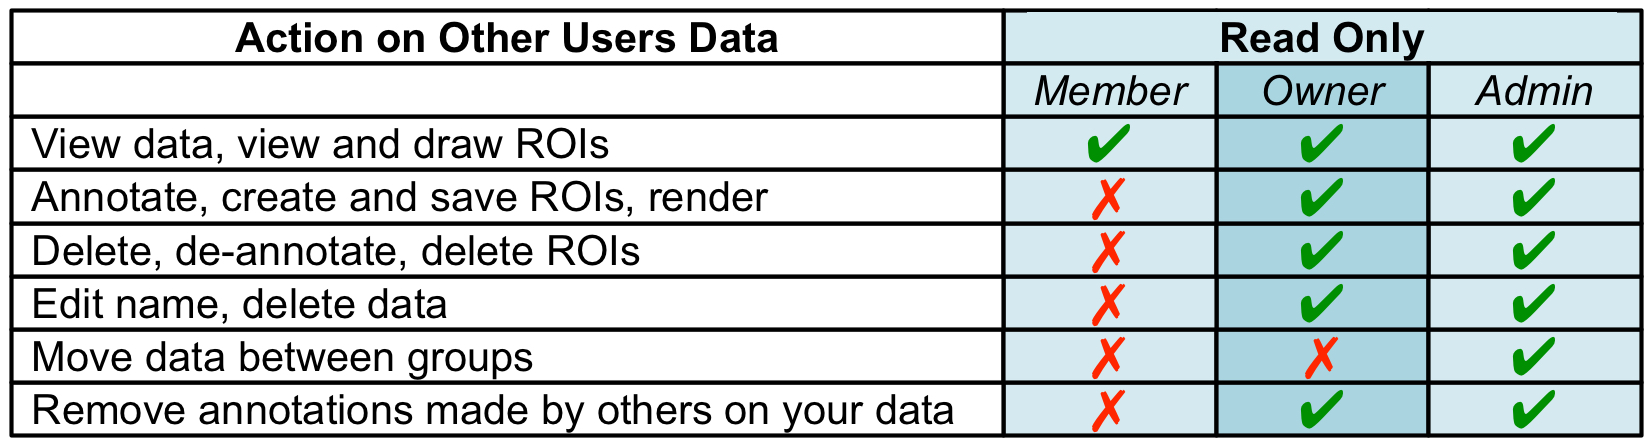 Action on Other Users Data Read Only
Member Owner Admin
View data, view and draw ROIs ✔ ✔ ✔
Annotate, create and save ROIs, render ✗ ✔ ✔
Delete, de-annotate, delete ROIs ✗ ✔ ✔
Edit name, delete data ✗ ✔ ✔
Move data between groups ✗ ✗ ✔
Remove annotations made by others on your data ✗ ✔ ✔